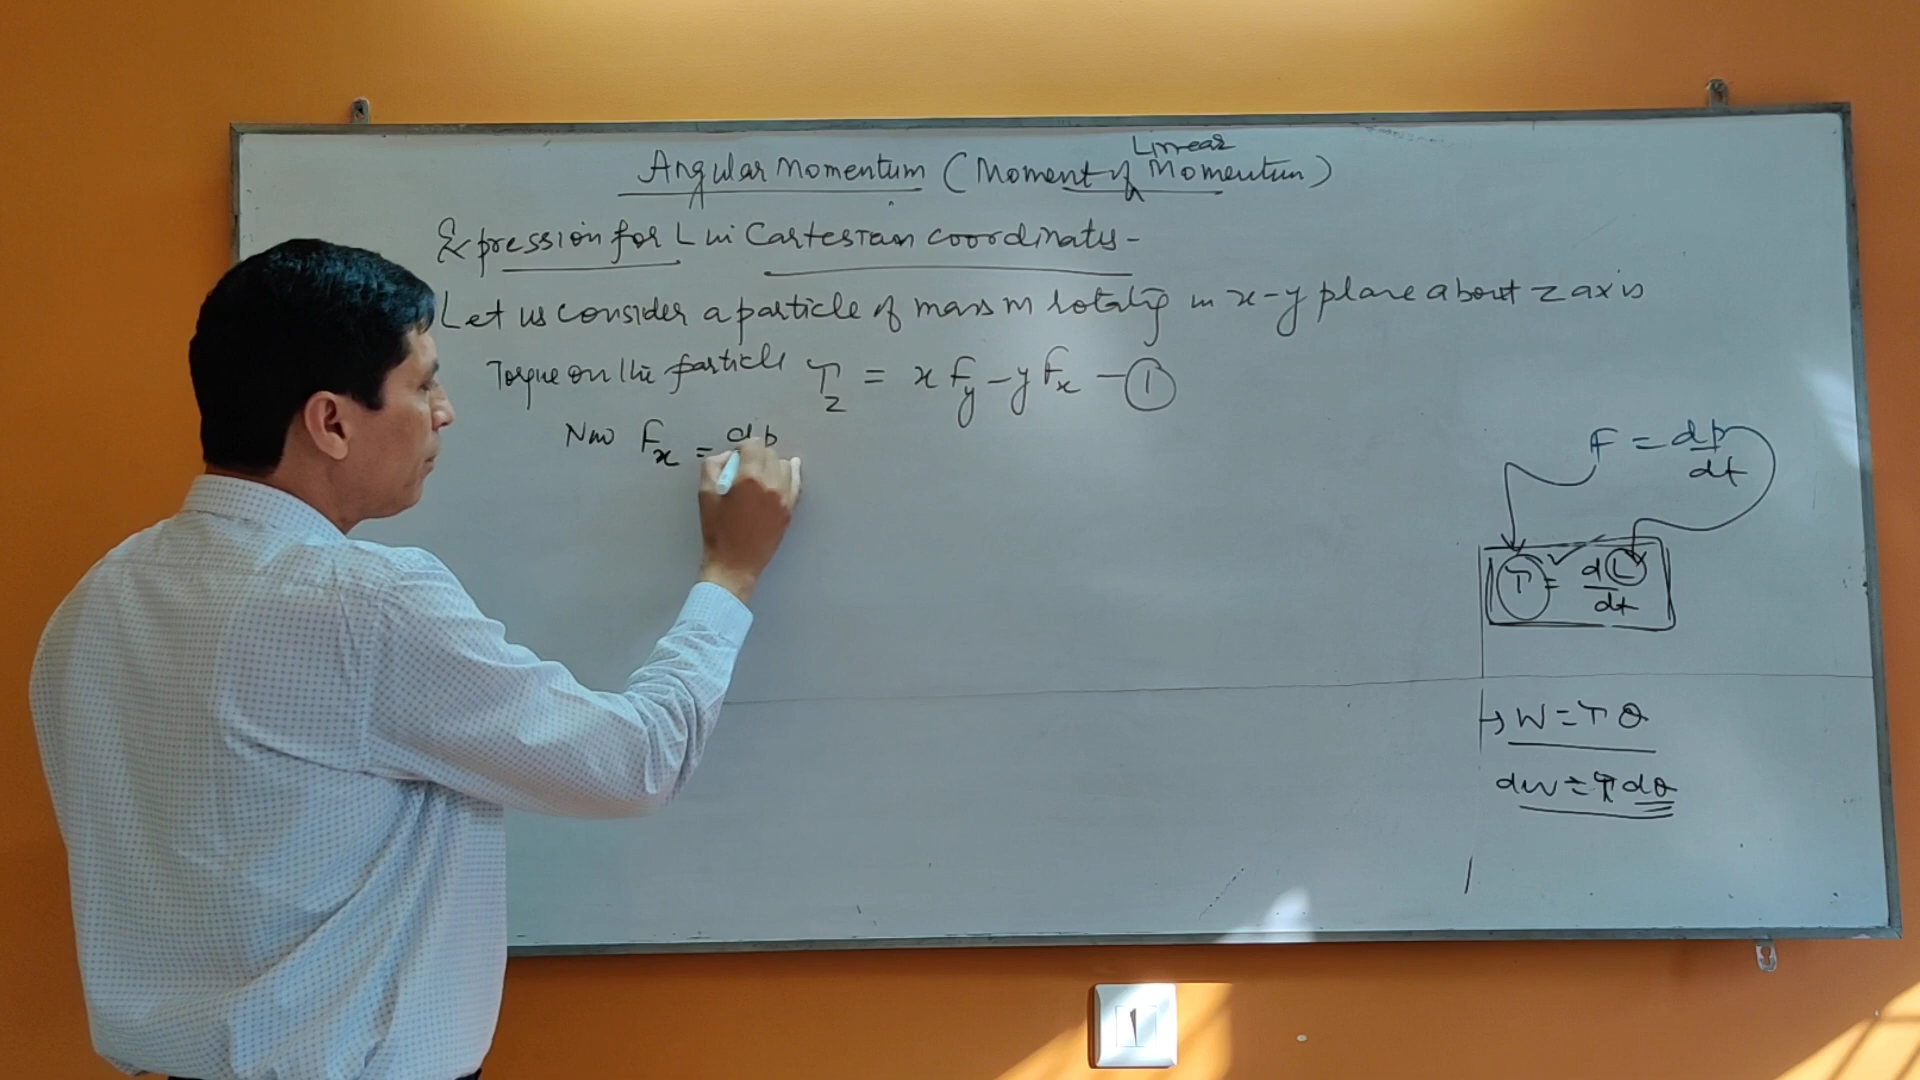 Angular Momentum (Moment of Linear Momentum)
Expression for L in Cartesian coordinates -
Let us consider a particle of mass m rotating in x-y plane about z axis
Torque on the particle τz = x Fy - y Fx - ①
Now Fx = dp
F = dp/dt
τ = dL/dt
→ W = τ θ
dw = τ dθ